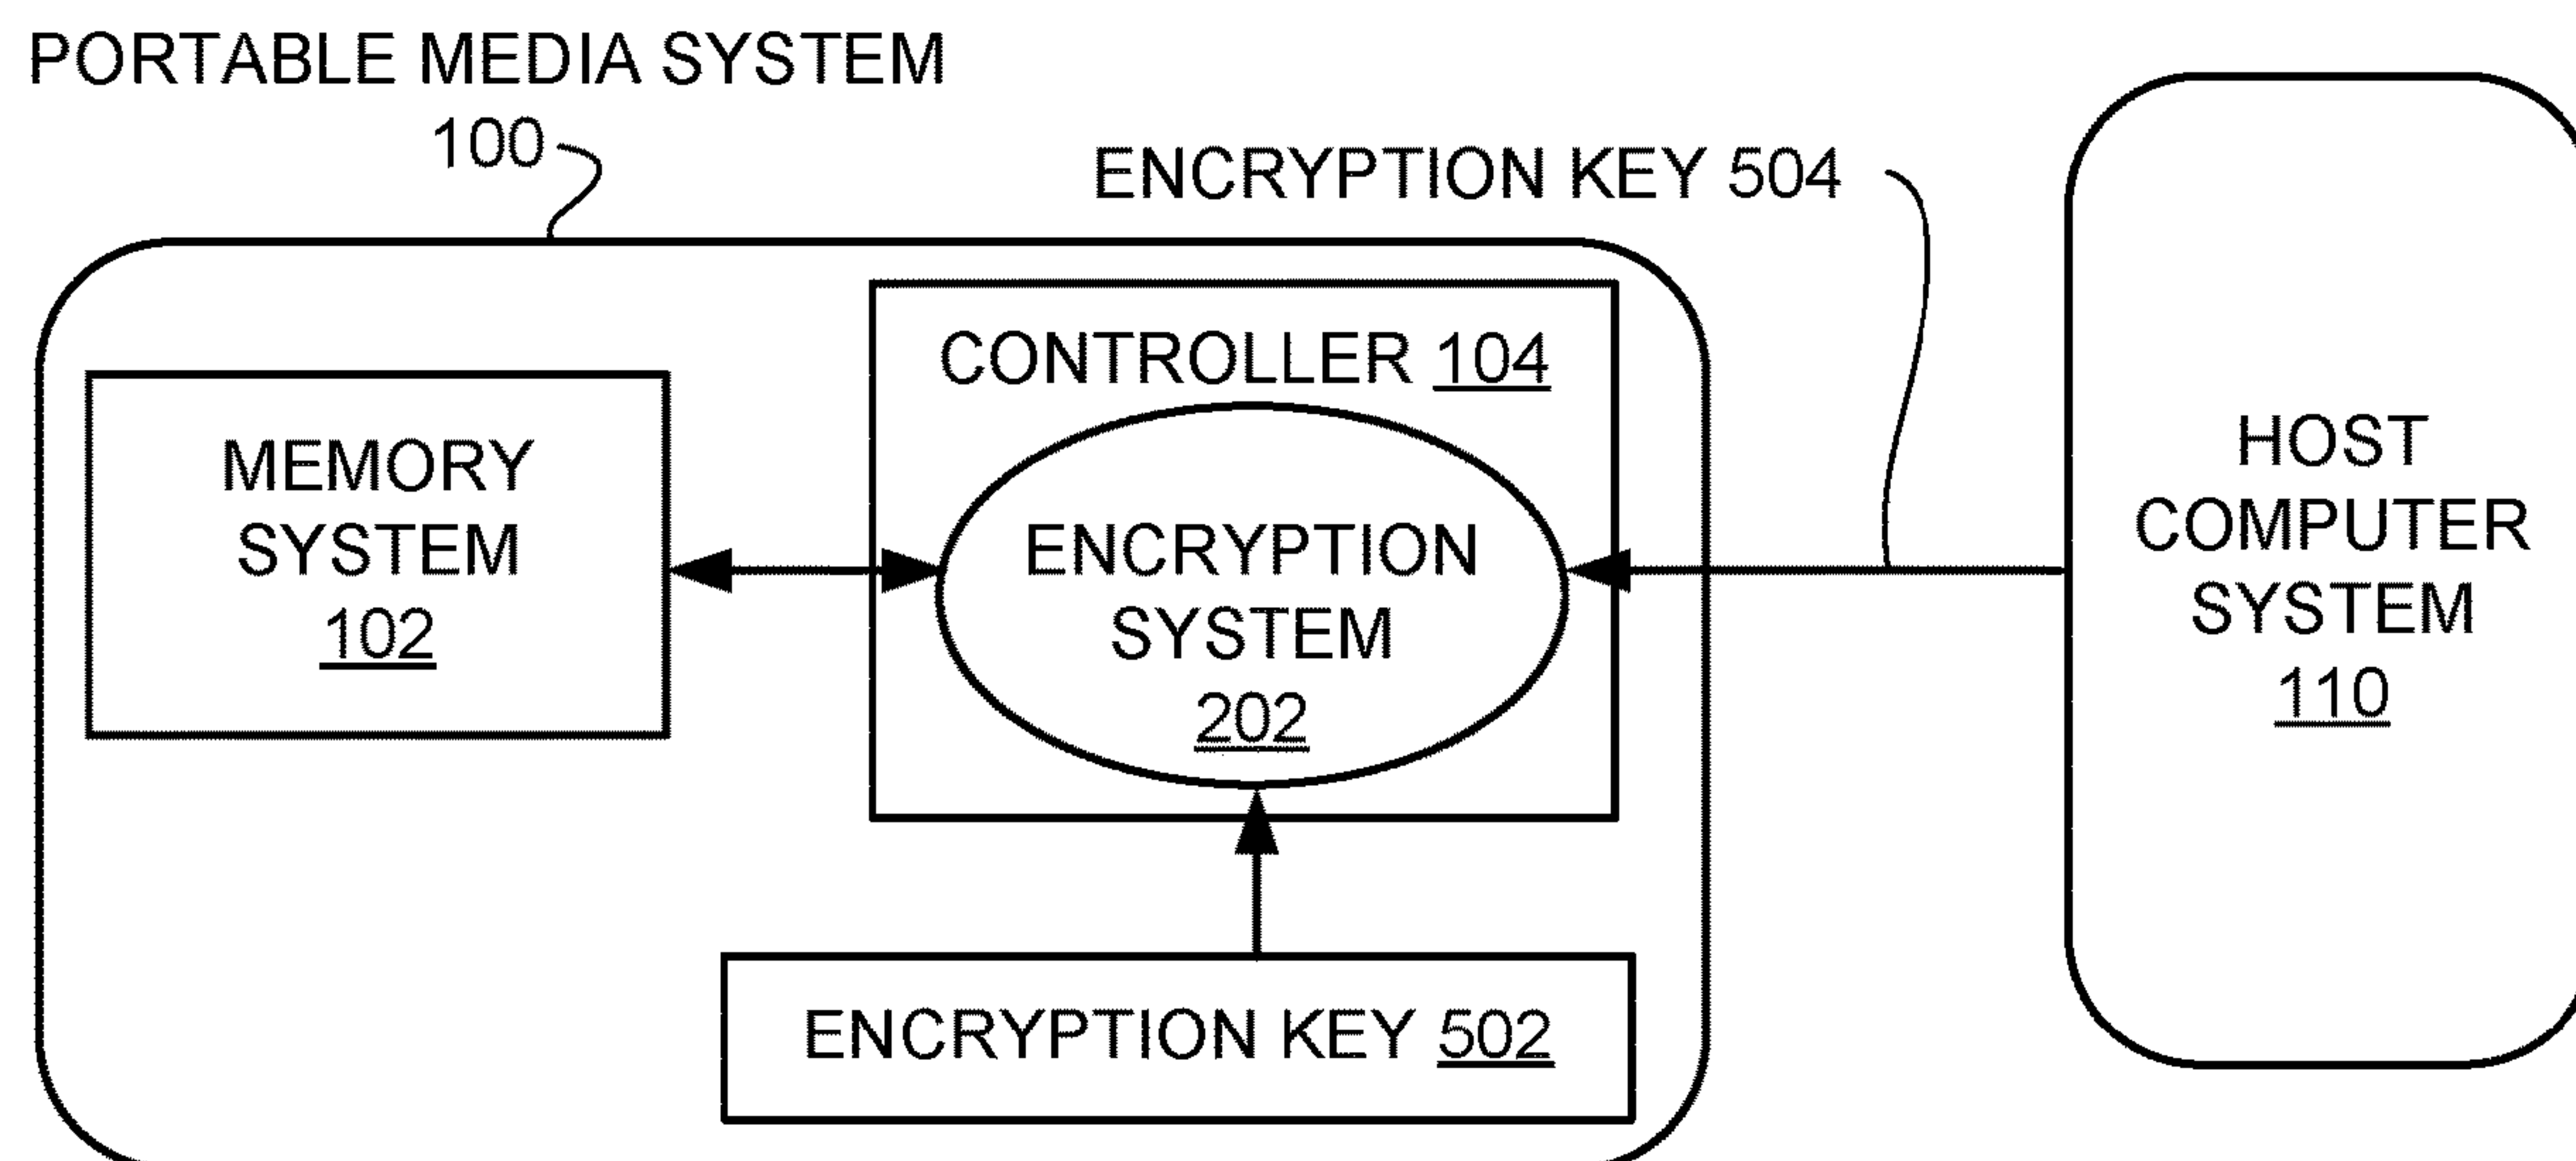 PORTABLE MEDIA SYSTEM
100
ENCRYPTION KEY 504
CONTROLLER 104
MEMORY
SYSTEM
102
ENCRYPTION
SYSTEM
202
HOST
COMPUTER
SYSTEM
110
ENCRYPTION KEY 502